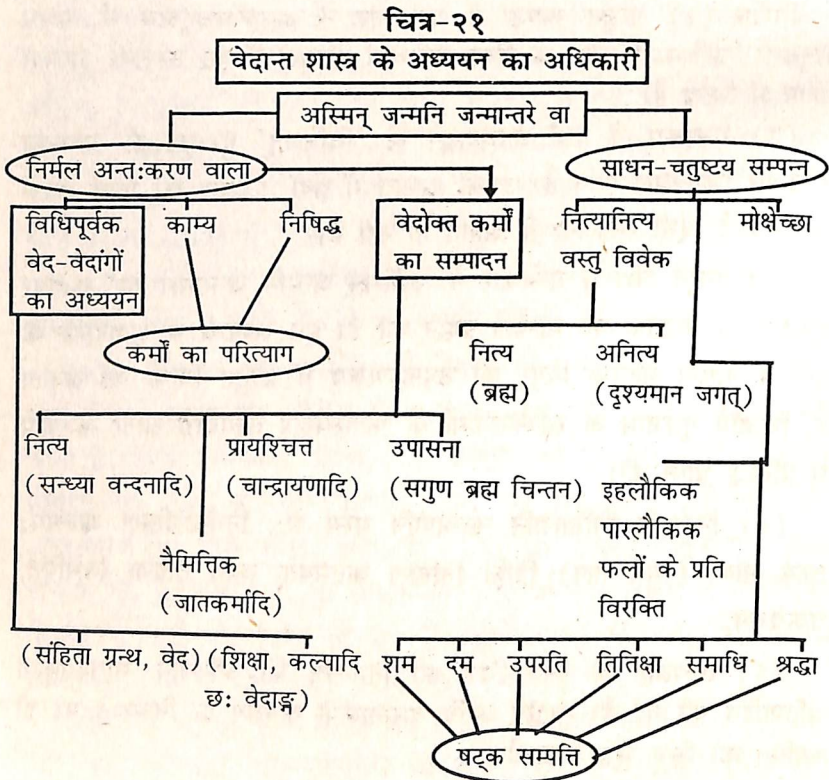 चित्र-२१
वेदान्त शास्त्र के अध्ययन का अधिकारी
अस्मिन् जन्मनि जन्मान्तरे वा
निर्मल अन्तःकरण वाला
साधन-चतुष्टय सम्पन्न
विधिपूर्वक
वेद-वेदांगों
का अध्ययन
काम्य
निषिद्ध
कर्मों का परित्याग
वेदोक्त कर्मों
का सम्पादन
नित्यानित्य
वस्तु विवेक
मोक्षेच्छा
नित्य
(ब्रह्म)
अनित्य
(दृश्यमान जगत्)
नित्य
(सन्ध्या वन्दनादि)
प्रायश्चित्त
(चान्द्रायणादि)
उपासना
(सगुण ब्रह्म चिन्तन)
नैमित्तिक
(जातकर्मादि)
इहलौकिक
पारलौकिक
फलों के प्रति
विरक्ति
(संहिता ग्रन्थ, वेद)
(शिक्षा, कल्पादि
छः वेदाङ्ग)
शम
दम
उपरति
तितिक्षा
समाधि
श्रद्धा
षट्क सम्पत्ति